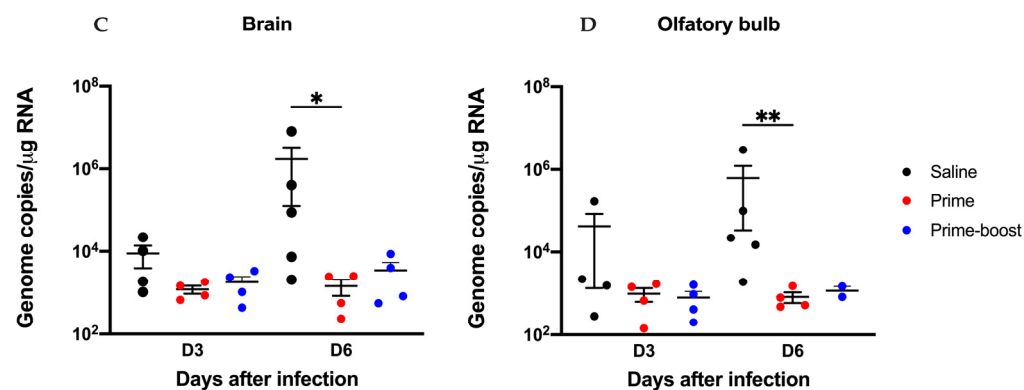 C Brain
Genome copies/μg RNA
10⁸
10⁶
10⁴
10²
*
D3 D6
Days after infection
D Olfatory bulb
Genome copies/μg RNA
10⁸
10⁶
10⁴
10²
**
D3 D6
Days after infection
Saline
Prime
Prime-boost